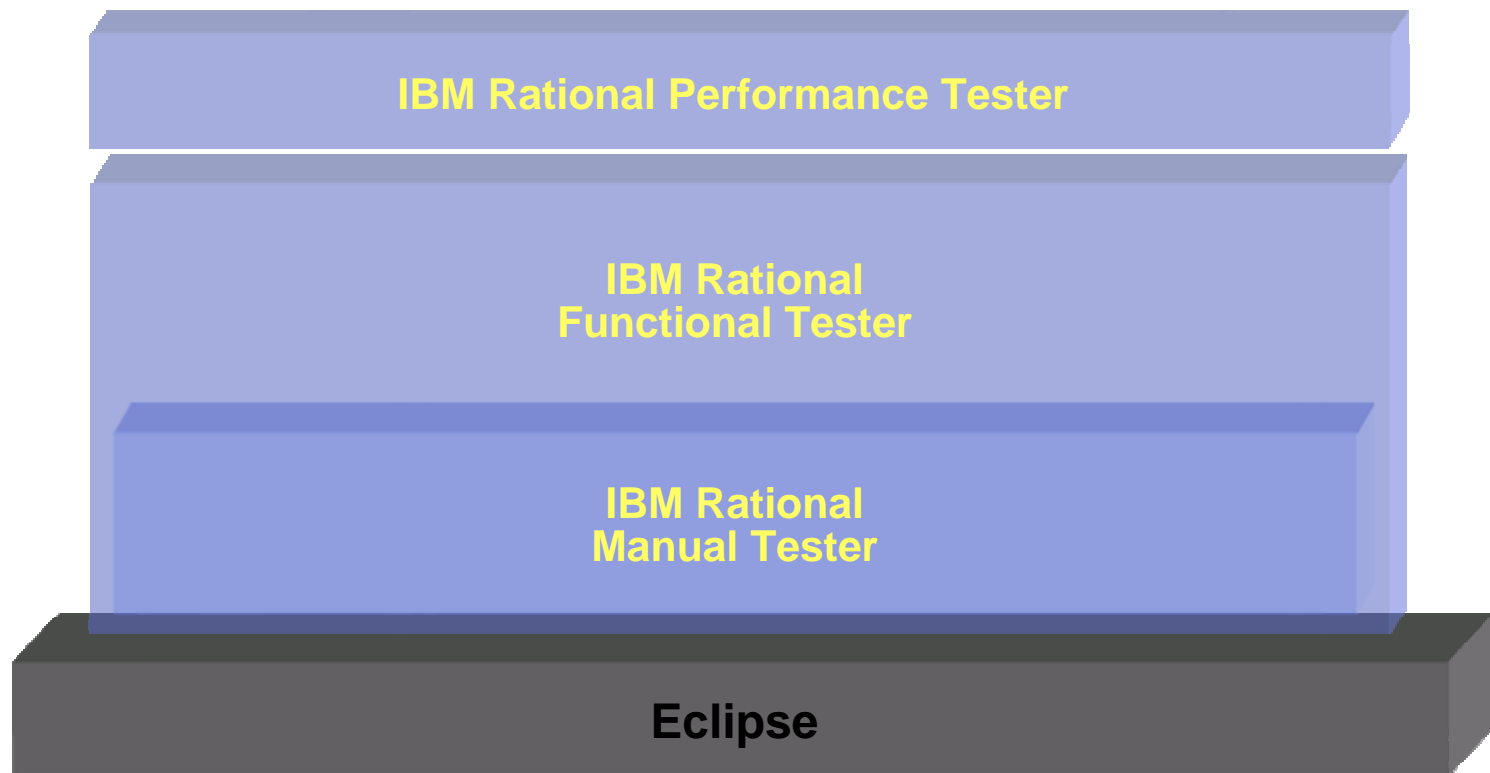 IBM Rational Performance Tester
IBM Rational
Functional Tester
IBM Rational
Manual Tester
Eclipse